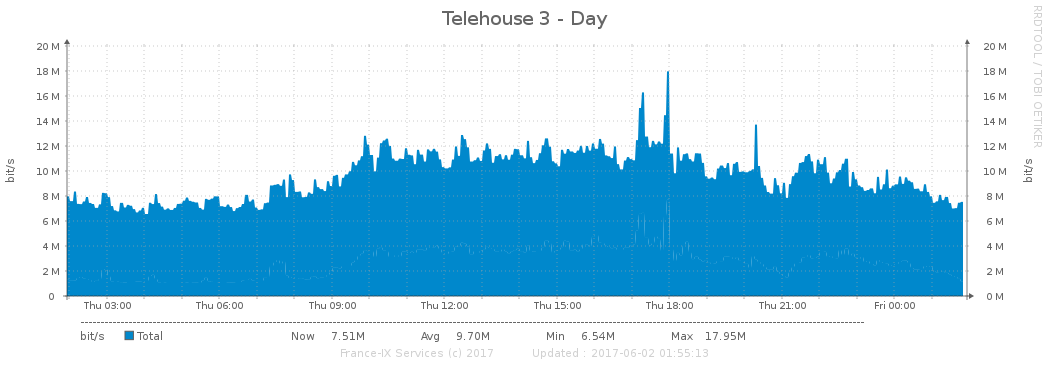 Telehouse 3 - Day
RRDTOOL / TOBI OETIKER
bit/s
20 M 20 M
18 M 18 M
16 M 16 M
14 M 14 M
12 M 12 M
10 M 10 M
8 M 8 M
6 M 6 M
4 M 4 M
2 M 2 M
0 0 M
bit/s
Thu 03:00 Thu 06:00 Thu 09:00 Thu 12:00 Thu 15:00 Thu 18:00 Thu 21:00 Fri 00:00
bit/s Total Now 7.51M Avg 9.70M Min 6.54M Max 17.95M
France-IX Services (c) 2017 Updated : 2017-06-02 01:55:13